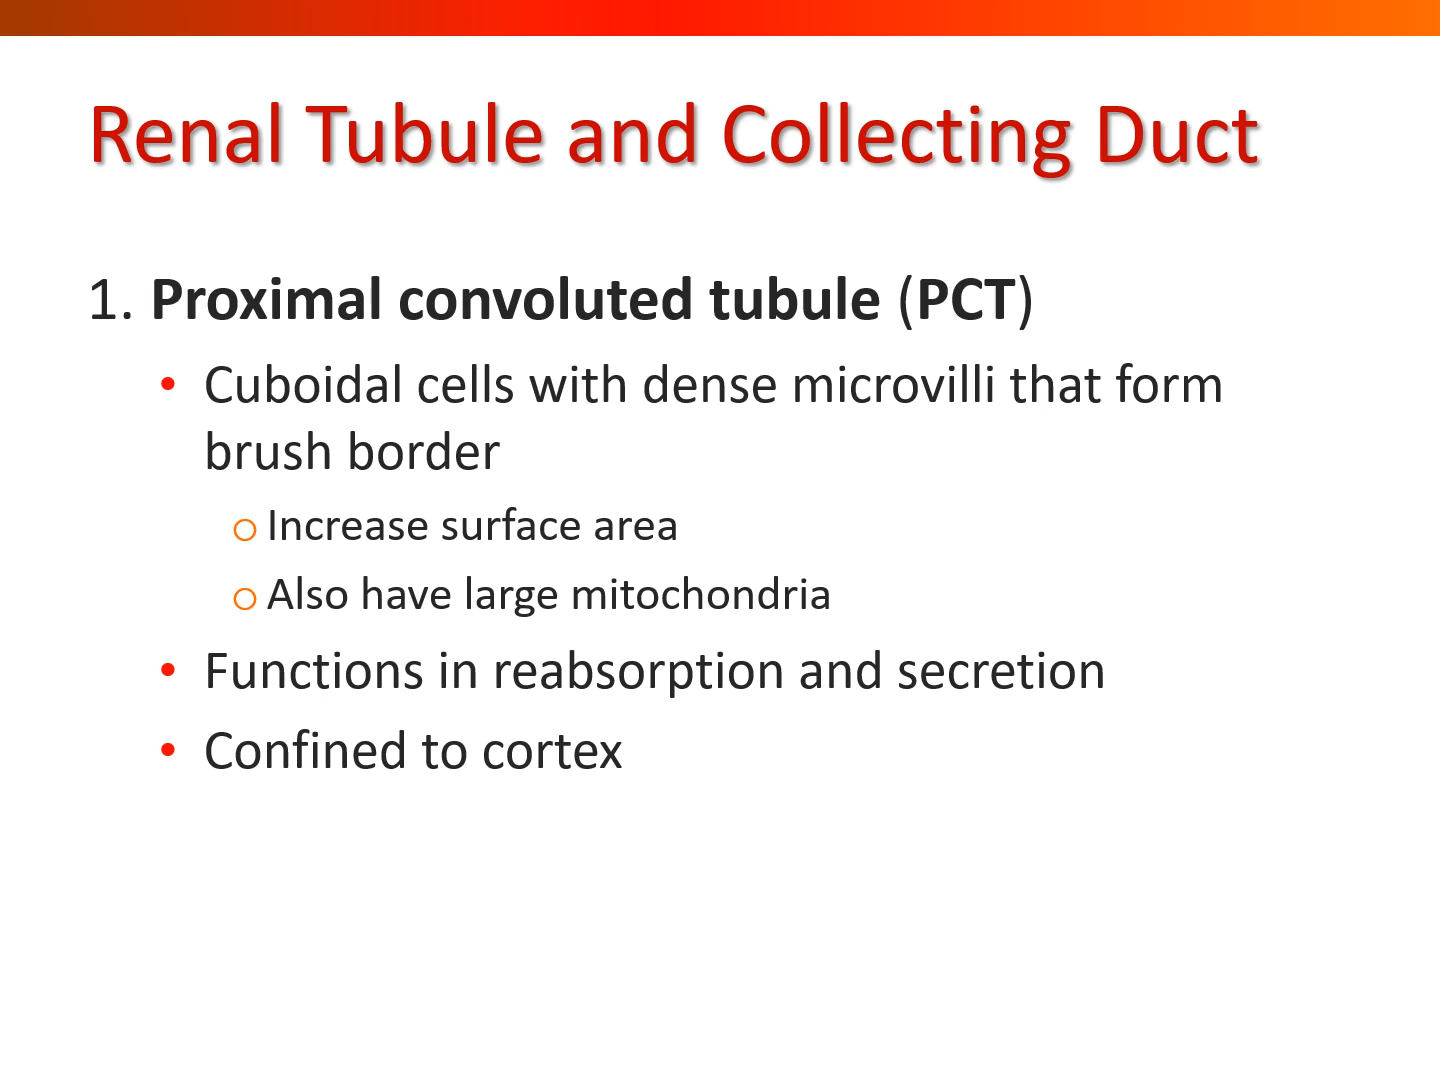 Renal Tubule and Collecting Duct
1. Proximal convoluted tubule (PCT)
• Cuboidal cells with dense microvilli that form
brush border
o Increase surface area
o Also have large mitochondria
• Functions in reabsorption and secretion
• Confined to cortex